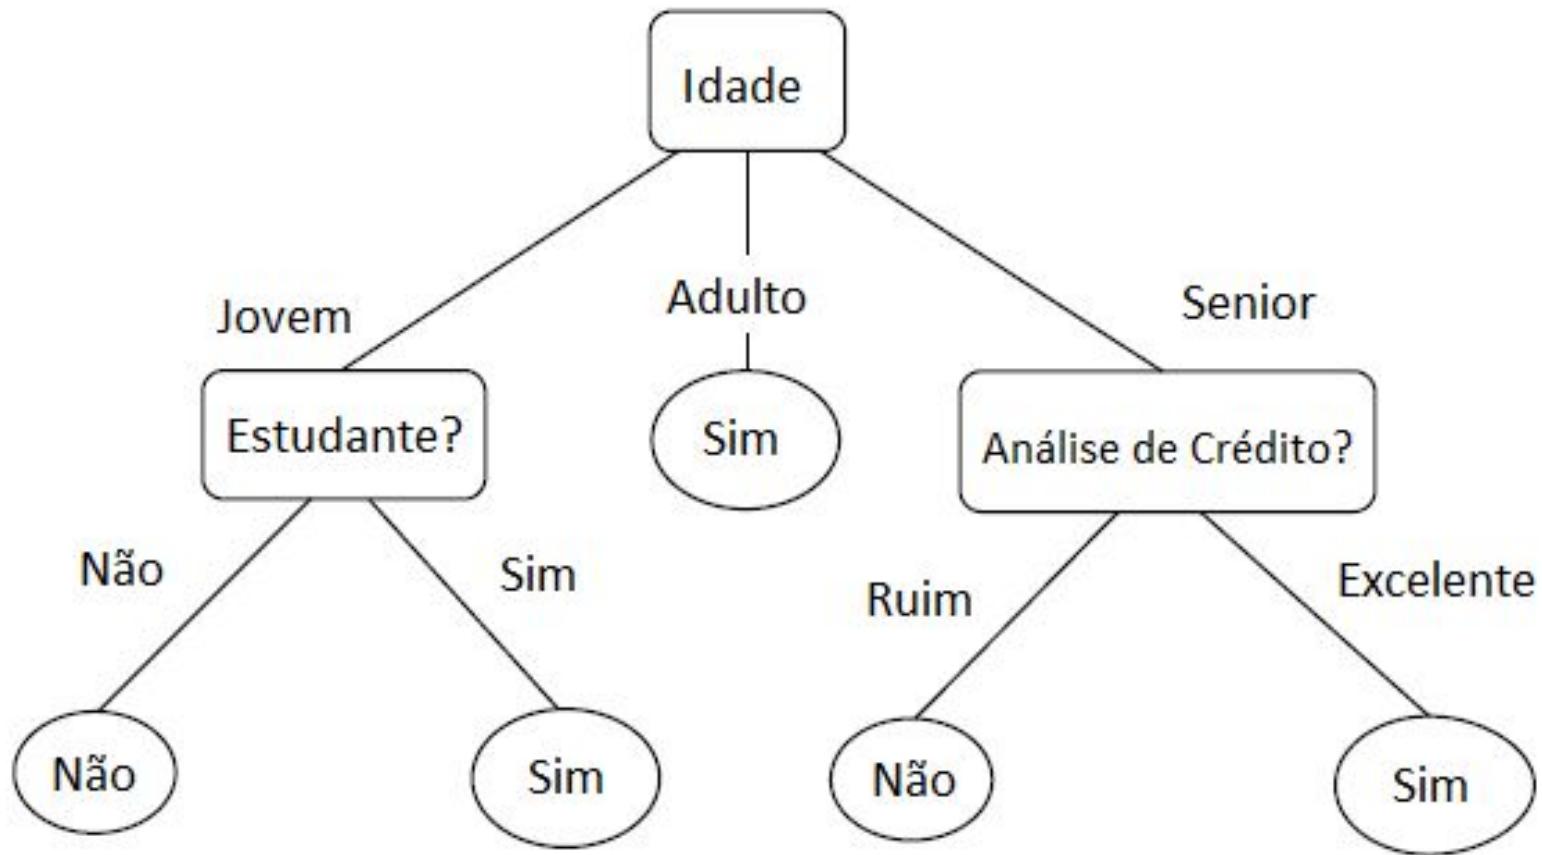 Idade
Jovem
Adulto
Senior
Estudante?
Sim
Análise de Crédito?
Não
Sim
Ruim
Excelente
Não
Sim
Não
Sim